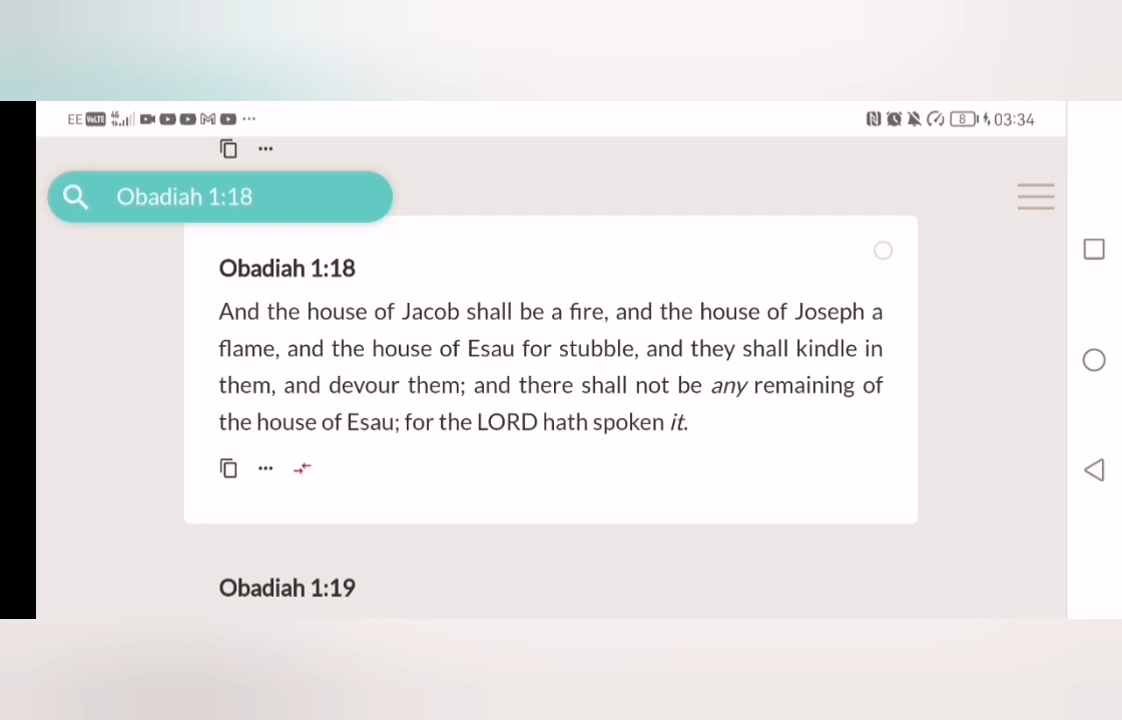 EE VoLTE 4G 8 03:34
Obadiah 1:18
Obadiah 1:18
And the house of Jacob shall be a fire, and the house of Joseph a
flame, and the house of Esau for stubble, and they shall kindle in
them, and devour them; and there shall not be any remaining of
the house of Esau; for the LORD hath spoken it.
Obadiah 1:19